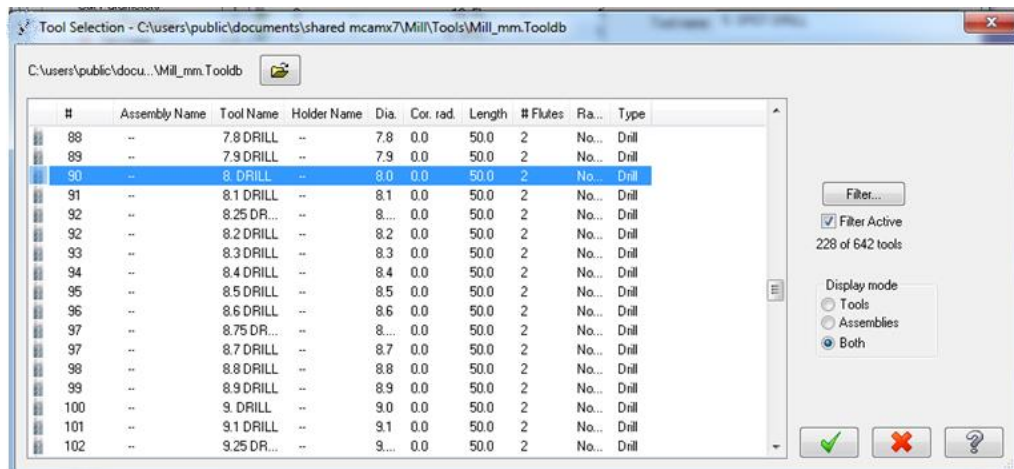 Tool Selection - C:\users\public\documents\shared mcamx7\Mill\Tools\Mill_mm.Tooldb
C:\users\public\docu...\Mill_mm.Tooldb
# Assembly Name Tool Name Holder Name Dia. Cor. rad. Length # Flutes Ra... Type
88 -- 7.8 DRILL -- 7.8 0.0 50.0 2 No... Drill
89 -- 7.9 DRILL -- 7.9 0.0 50.0 2 No... Drill
90 -- 8. DRILL -- 8.0 0.0 50.0 2 No... Drill
91 -- 8.1 DRILL -- 8.1 0.0 50.0 2 No... Drill
92 -- 8.25 DR... -- 8.... 0.0 50.0 2 No... Drill
92 -- 8.2 DRILL -- 8.2 0.0 50.0 2 No... Drill
93 -- 8.3 DRILL -- 8.3 0.0 50.0 2 No... Drill
94 -- 8.4 DRILL -- 8.4 0.0 50.0 2 No... Drill
95 -- 8.5 DRILL -- 8.5 0.0 50.0 2 No... Drill
96 -- 8.6 DRILL -- 8.6 0.0 50.0 2 No... Drill
97 -- 8.75 DR... -- 8.... 0.0 50.0 2 No... Drill
97 -- 8.7 DRILL -- 8.7 0.0 50.0 2 No... Drill
98 -- 8.8 DRILL -- 8.8 0.0 50.0 2 No... Drill
99 -- 8.9 DRILL -- 8.9 0.0 50.0 2 No... Drill
100 -- 9. DRILL -- 9.0 0.0 50.0 2 No... Drill
101 -- 9.1 DRILL -- 9.1 0.0 50.0 2 No... Drill
102 -- 9.25 DR... -- 9.... 0.0 50.0 2 No... Drill
Filter...
Filter Active
228 of 642 tools
Display mode
Tools
Assemblies
Both